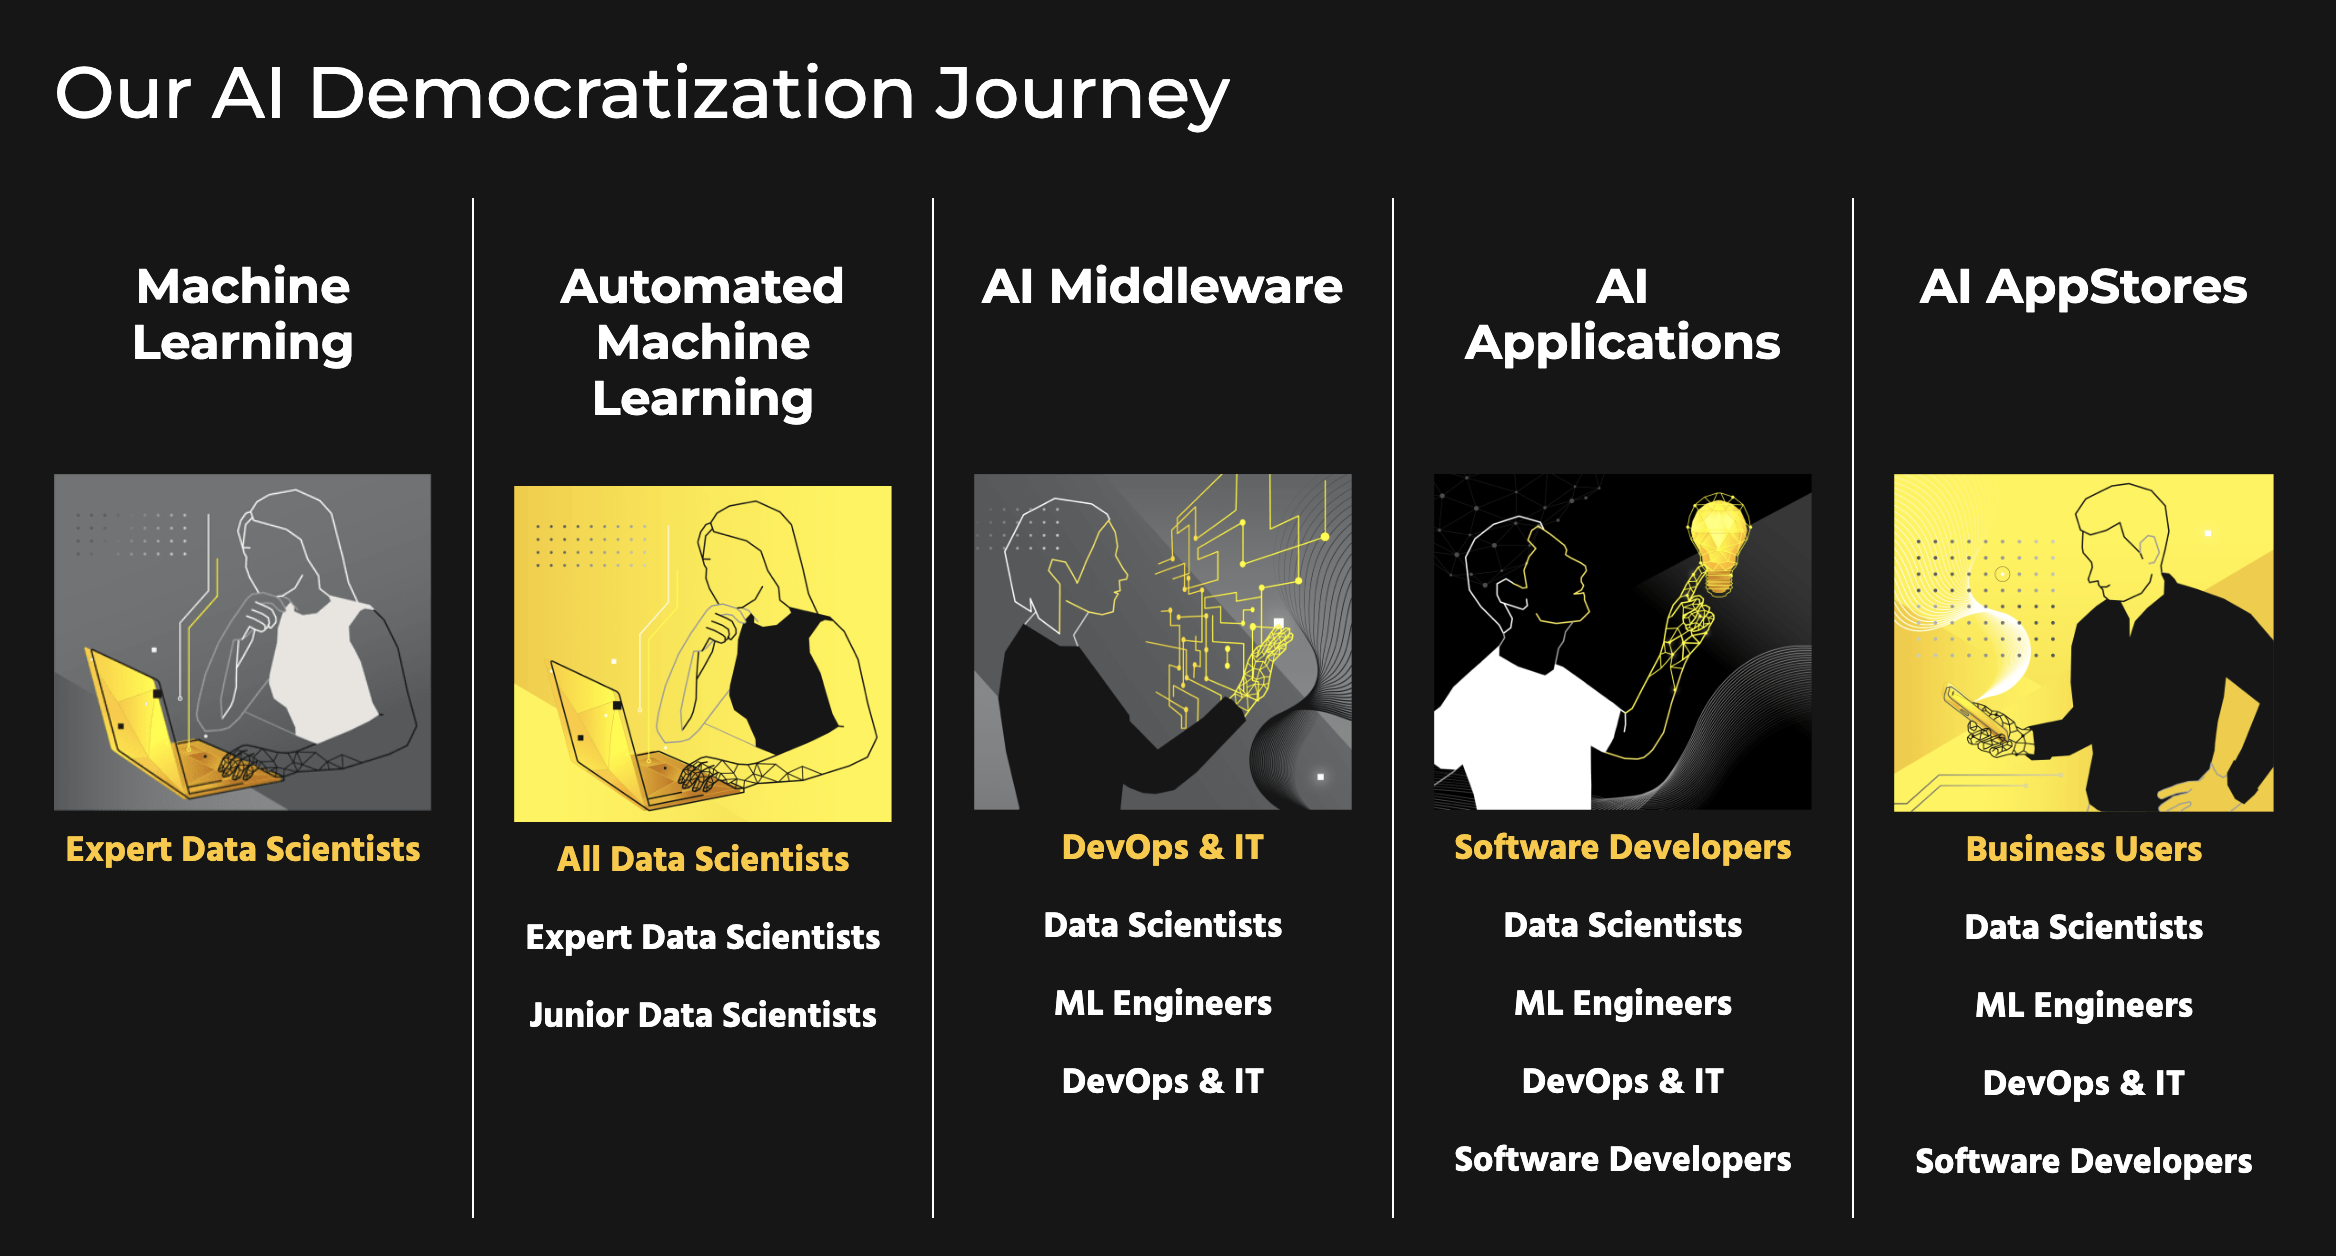 Our AI Democratization Journey
Machine
Learning
Expert Data Scientists
Automated
Machine
Learning
All Data Scientists
Expert Data Scientists
Junior Data Scientists
AI Middleware
DevOps & IT
Data Scientists
ML Engineers
DevOps & IT
AI
Applications
Software Developers
Data Scientists
ML Engineers
DevOps & IT
Software Developers
AI AppStores
Business Users
Data Scientists
ML Engineers
DevOps & IT
Software Developers